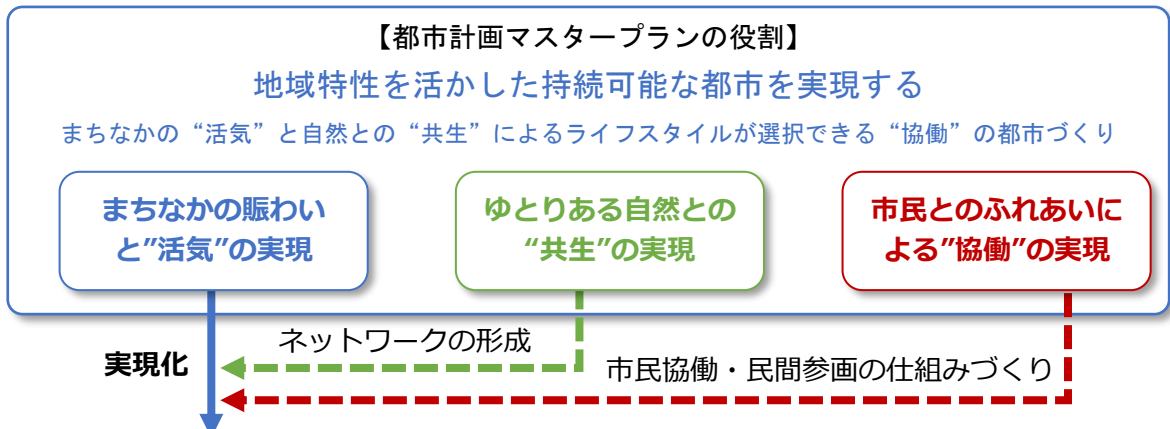 【都市計画マスタープランの役割】
地域特性を活かした持続可能な都市を実現する
まちなかの“活気”と自然との“共生”によるライフスタイルが選択できる“協働”の都市づくり
まちなかの賑わい
と”活気”の実現
ゆとりある自然との
“共生”の実現
市民とのふれあいに
よる”協働”の実現
ネットワークの形成
実現化
市民協働・民間参画の仕組みづくり